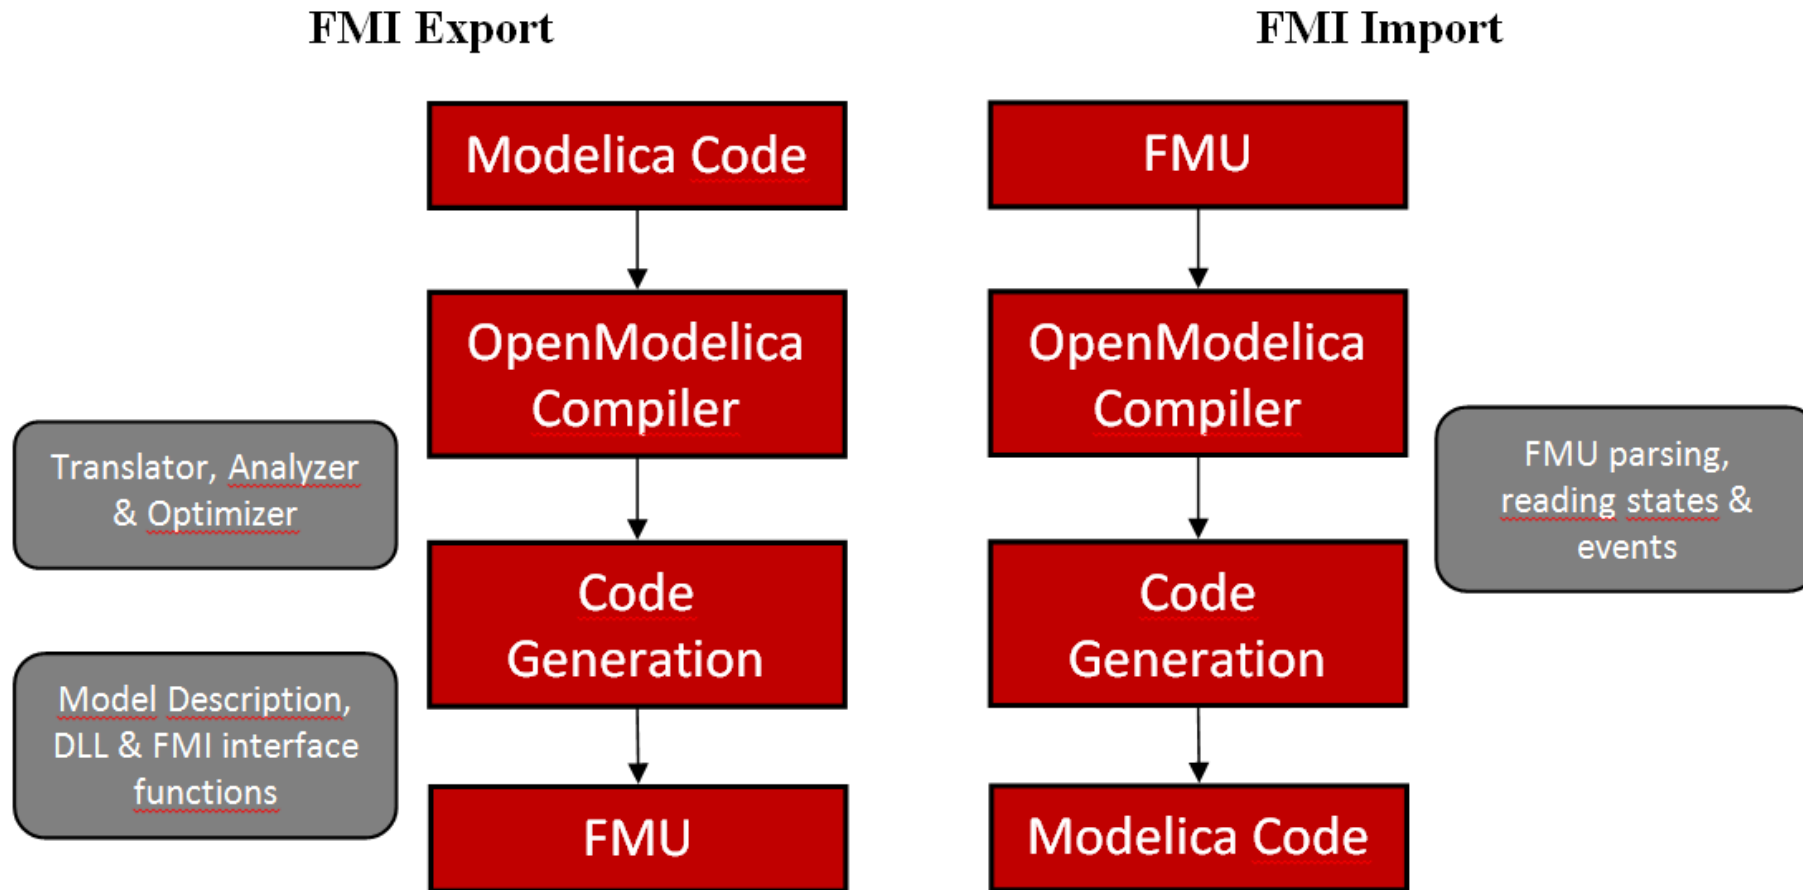 FMI Export
FMI Import
Modelica Code
OpenModelica
Compiler
Translator, Analyzer
& Optimizer
Code
Generation
Model Description,
DLL & FMI interface
functions
FMU
FMU
OpenModelica
Compiler
FMU parsing,
reading states &
events
Code
Generation
Modelica Code